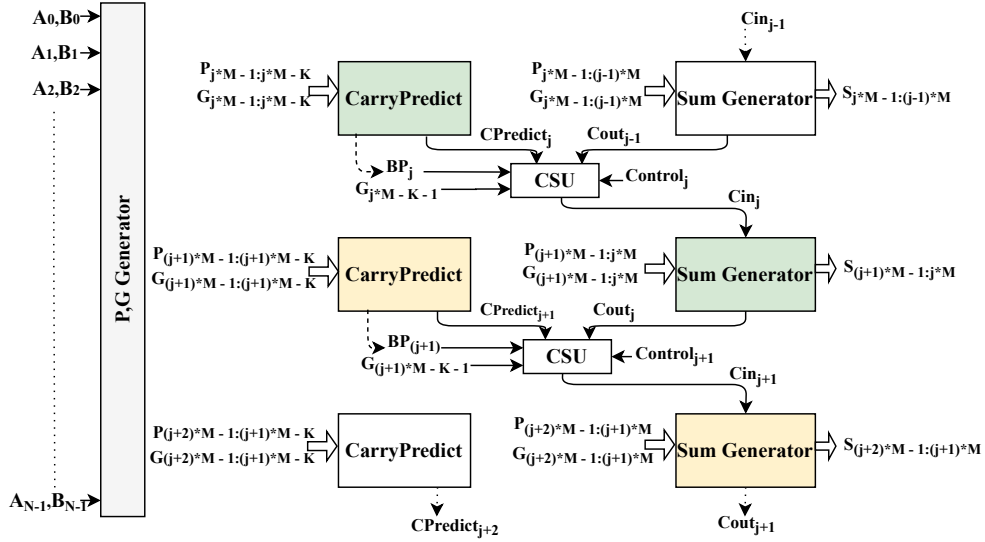 A0,B0
A1,B1
A2,B2
AN-1,BN-1
P,G Generator
Cinj-1
Pj*M - 1:j*M - K
Gj*M - 1:j*M - K
CarryPredict
Pj*M - 1:(j-1)*M
Gj*M - 1:(j-1)*M
Sum Generator
Sj*M - 1:(j-1)*M
CPredictj
Coutj-1
BPj
Gj*M - K - 1
CSU
Controlj
Cinj
P(j+1)*M - 1:(j+1)*M - K
G(j+1)*M - 1:(j+1)*M - K
CarryPredict
P(j+1)*M - 1:j*M
G(j+1)*M - 1:j*M
Sum Generator
S(j+1)*M - 1:j*M
CPredictj+1
Coutj
BP(j+1)
G(j+1)*M - K - 1
CSU
Controlj+1
Cinj+1
P(j+2)*M - 1:(j+1)*M - K
G(j+2)*M - 1:(j+1)*M - K
CarryPredict
P(j+2)*M - 1:(j+1)*M
G(j+2)*M - 1:(j+1)*M
Sum Generator
S(j+2)*M - 1:(j+1)*M
CPredictj+2
Coutj+1